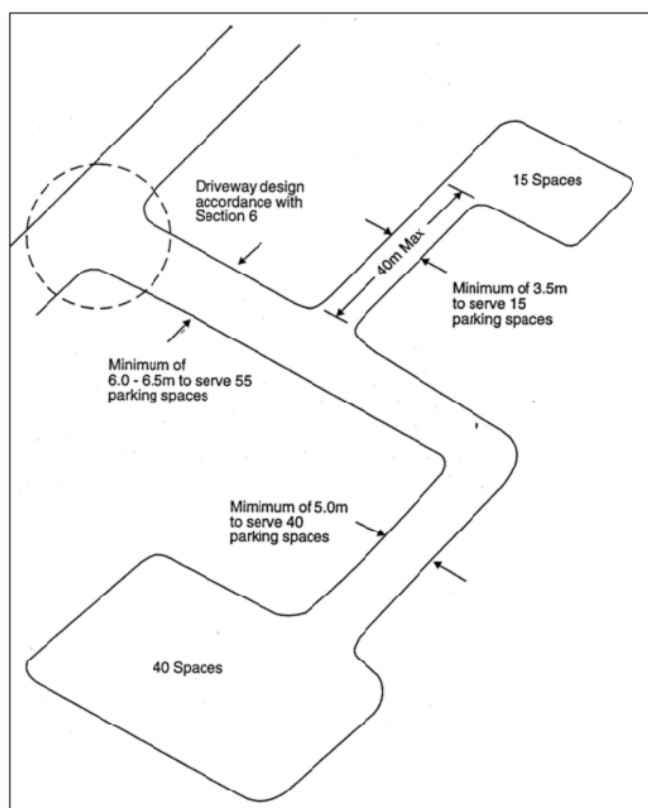 15 Spaces
Driveway design
accordance with
Section 6
40m Max
Minimum of 3.5m
to serve 15
parking spaces
Minimum of
6.0 - 6.5m to serve 55
parking spaces
Mimimum of 5.0m
to serve 40
parking spaces
40 Spaces